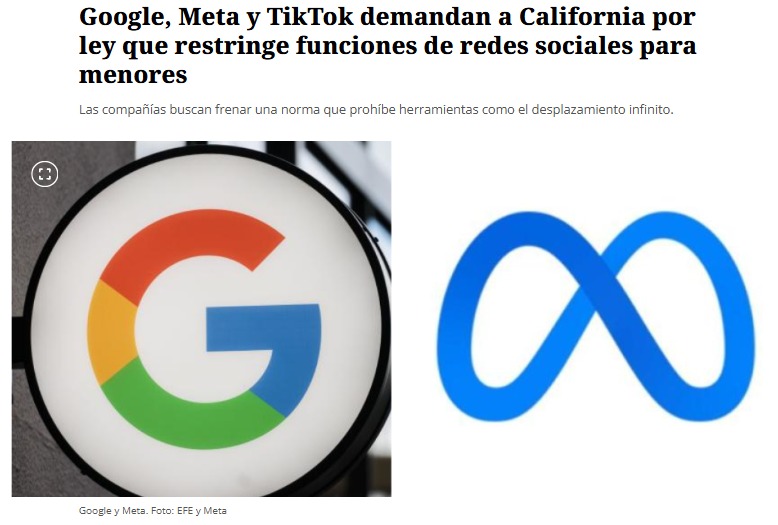 Google, Meta y TikTok demandan a California por
ley que restringe funciones de redes sociales para
menores
Las compañías buscan frenar una norma que prohíbe herramientas como el desplazamiento infinito.
Google y Meta. Foto: EFE y Meta